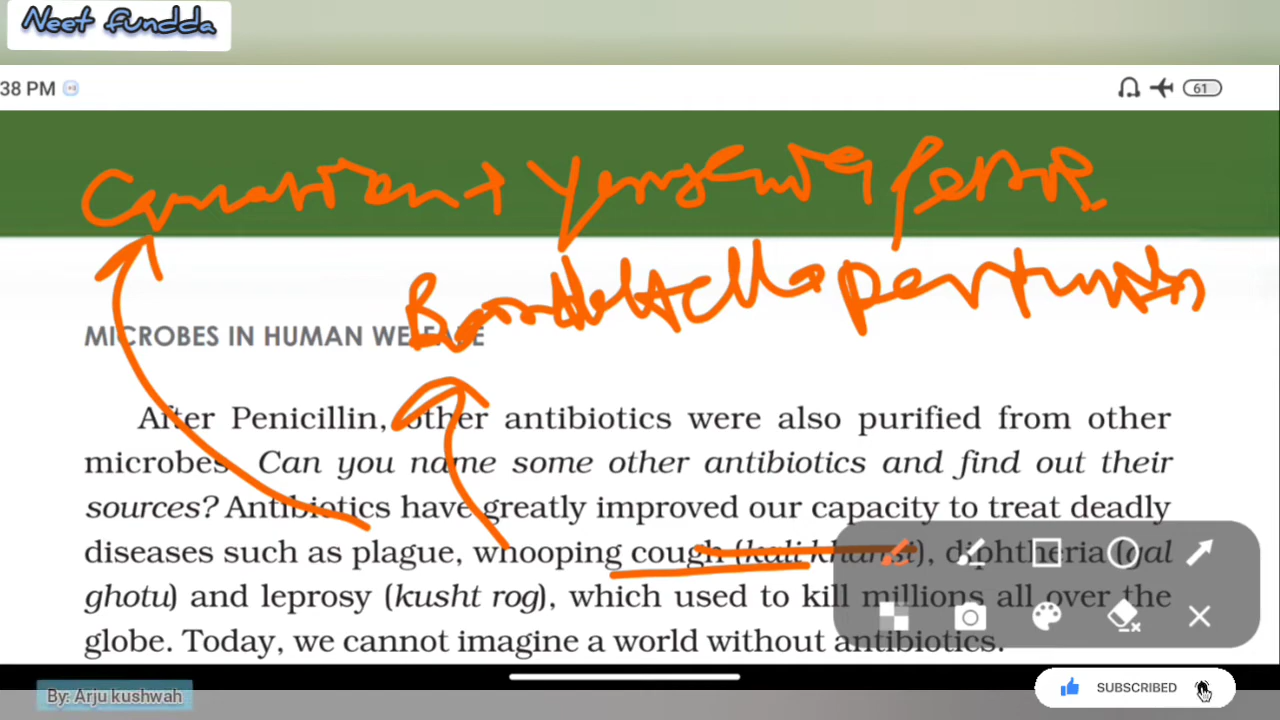 Neet fundda
38 PM
61
MICROBES IN HUMAN WELFARE
After Penicillin, other antibiotics were also purified from other
microbes. Can you name some other antibiotics and find out their
sources? Antibiotics have greatly improved our capacity to treat deadly
diseases such as plague, whooping cough (kali khansi), diphtheria (gal
ghotu) and leprosy (kusht rog), which used to kill millions all over the
globe. Today, we cannot imagine a world without antibiotics.
By: Arju kushwah
SUBSCRIBED